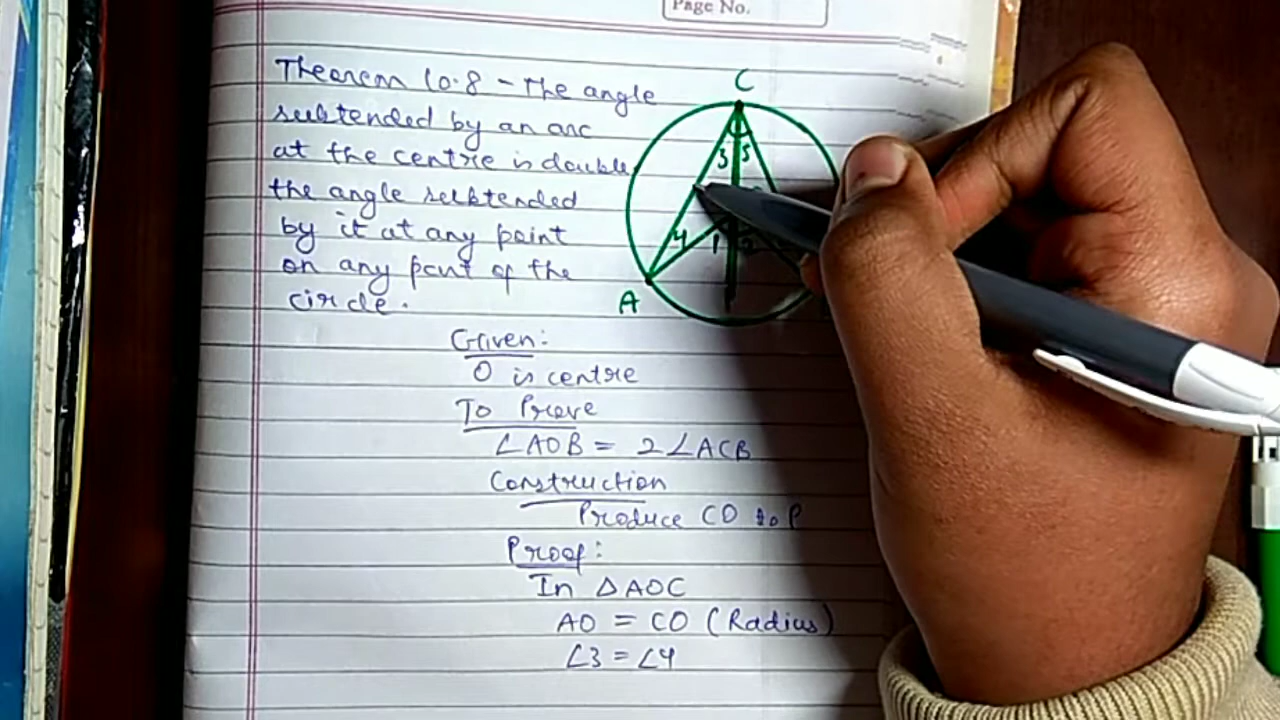 Page No.
Theorem 10.8 - The angle
subtended by an arc
at the centre is double
the angle subtended
by it at any point
on any part of the
circle.
C
3 5
4 1 2
A
Given:
O is centre
To Prove
∠AOB = 2∠ACB
Construction
Produce CO to P
Proof:
In △AOC
AO = CO (Radius)
∠3 = ∠4